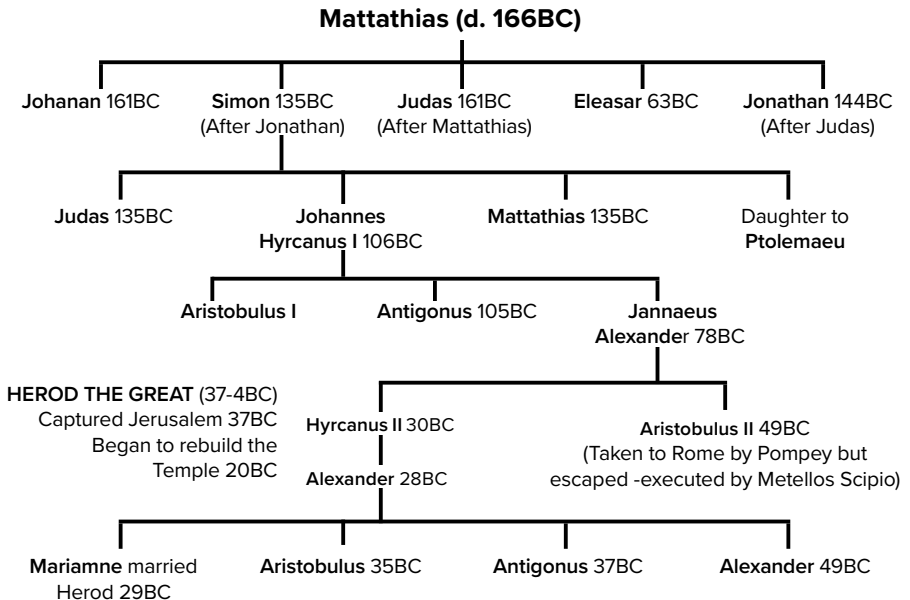 Mattathias (d. 166BC)
Johanan 161BC
Simon 135BC
(After Jonathan)
Judas 161BC
(After Mattathias)
Eleasar 63BC
Jonathan 144BC
(After Judas)
Judas 135BC
Johannes
Hyrcanus I 106BC
Mattathias 135BC
Daughter to
Ptolemaeu
Aristobulus I
Antigonus 105BC
Jannaeus
Alexander 78BC
HEROD THE GREAT (37-4BC)
Captured Jerusalem 37BC
Began to rebuild the
Temple 20BC
Hyrcanus II 30BC
Alexander 28BC
Aristobulus II 49BC
(Taken to Rome by Pompey but
escaped -executed by Metellos Scipio)
Mariamne married
Herod 29BC
Aristobulus 35BC
Antigonus 37BC
Alexander 49BC